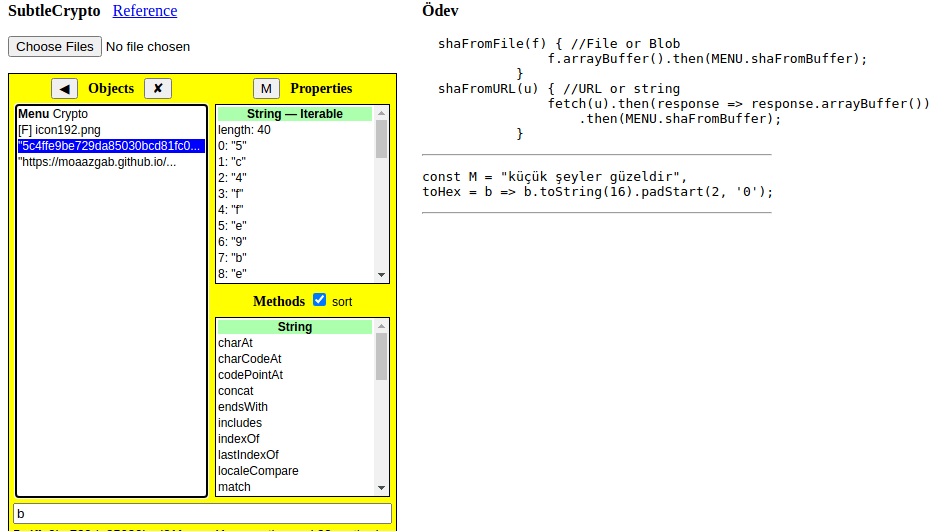 SubtleCrypto Reference
Choose Files No file chosen
◀ Objects ✘
Menu Crypto
[F] icon192.png
"5c4ffe9be729da85030bcd81fc0...
"https://moaazgab.github.io/...
M Properties
String — Iterable
length: 40
0: "5"
1: "c"
2: "4"
3: "f"
4: "f"
5: "e"
6: "9"
7: "b"
8: "e"
Methods sort
String
charAt
charCodeAt
codePointAt
concat
endsWith
includes
indexOf
lastIndexOf
localeCompare
match
b
Ödev
shaFromFile(f) { //File or Blob
f.arrayBuffer().then(MENU.shaFromBuffer);
}
shaFromURL(u) { //URL or string
fetch(u).then(response => response.arrayBuffer())
.then(MENU.shaFromBuffer);
}
const M = "küçük şeyler güzeldir",
toHex = b => b.toString(16).padStart(2, '0');